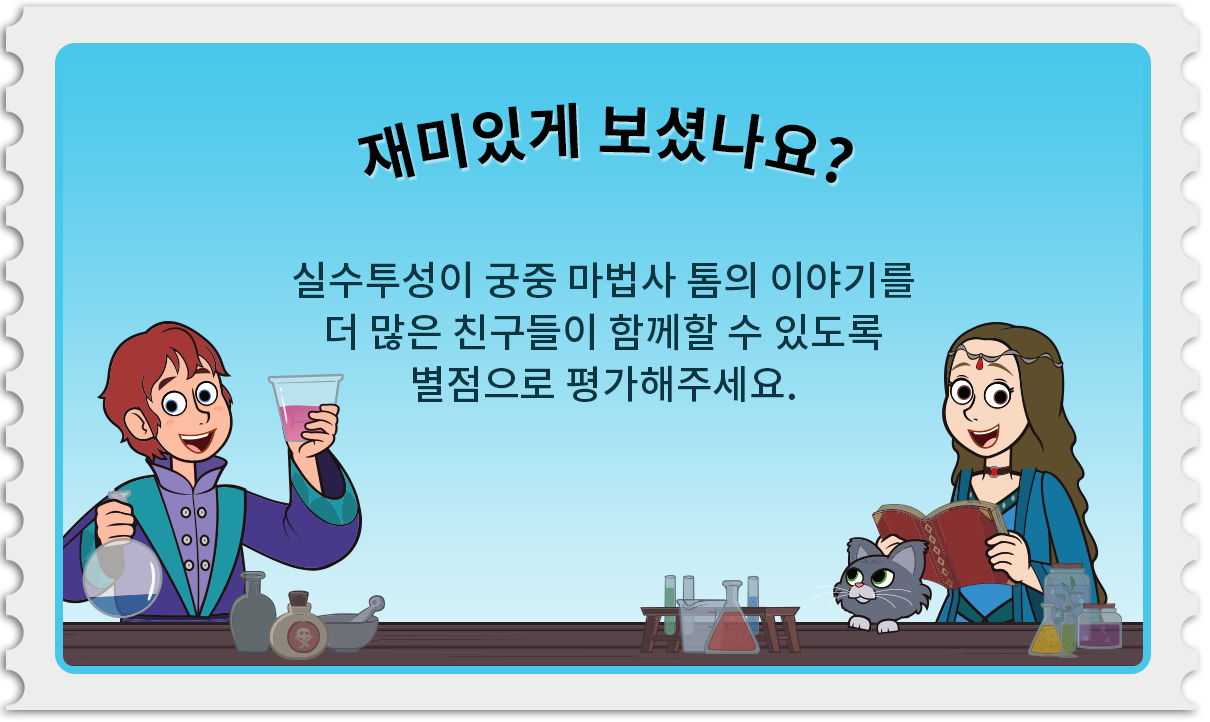 재미있게 보셨나요?
실수투성이 궁중 마법사 톰의 이야기를
더 많은 친구들이 함께할 수 있도록
별점으로 평가해주세요.